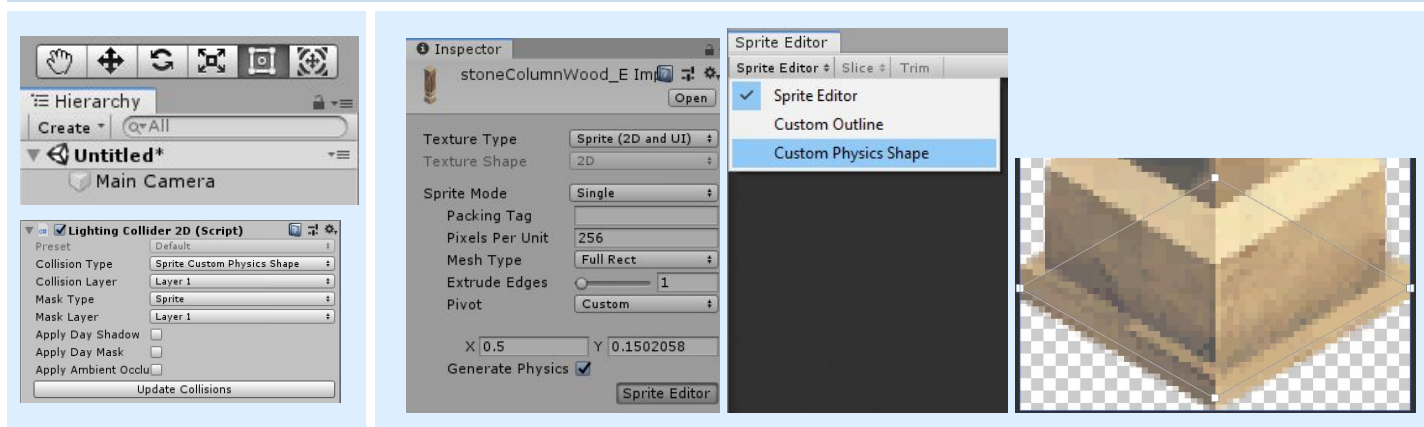 Hierarchy
Create
All
Untitled*
Main Camera
Lighting Collider 2D (Script)
Preset Default
Collision Type Sprite Custom Physics Shape
Collision Layer Layer 1
Mask Type Sprite
Mask Layer Layer 1
Apply Day Shadow
Apply Day Mask
Apply Ambient Occlu
Update Collisions
Inspector
stoneColumnWood_E Imp
Open
Texture Type Sprite (2D and UI)
Texture Shape 2D
Sprite Mode Single
Packing Tag
Pixels Per Unit 256
Mesh Type Full Rect
Extrude Edges 1
Pivot Custom
X 0.5 Y 0.1502058
Generate Physics
Sprite Editor
Sprite Editor
Sprite Editor Slice Trim
Sprite Editor
Custom Outline
Custom Physics Shape